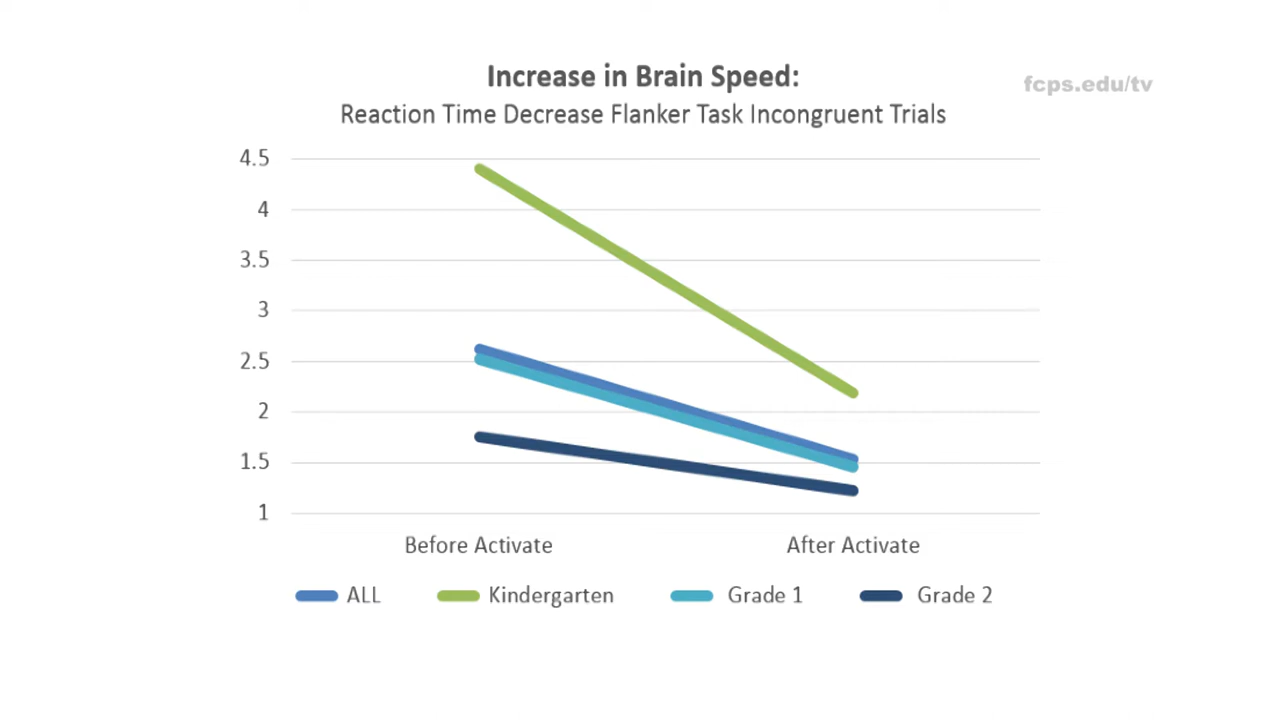 Increase in Brain Speed:
fcps.edu/tv
Reaction Time Decrease Flanker Task Incongruent Trials
4.5
4
3.5
3
2.5
2
1.5
1
Before Activate After Activate
ALL Kindergarten Grade 1 Grade 2